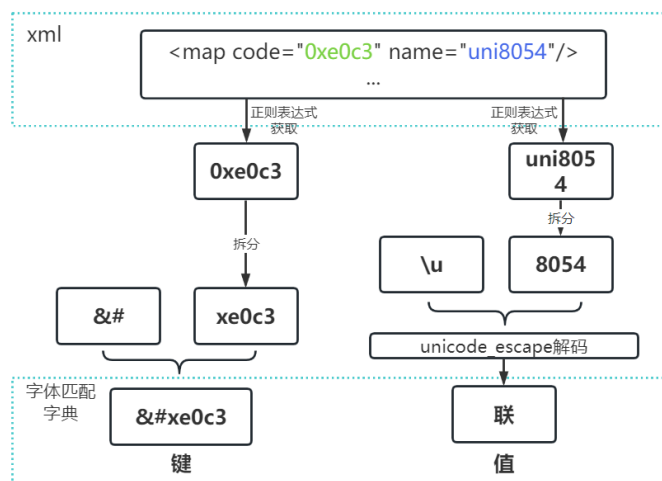 xml
<map code="0xe0c3" name="uni8054"/>
...
正则表达式
获取
正则表达式
获取
0xe0c3
uni805
4
拆分
拆分
\u
8054
&#
xe0c3
unicode_escape解码
字体匹配
字典
&#xe0c3
联
键
值